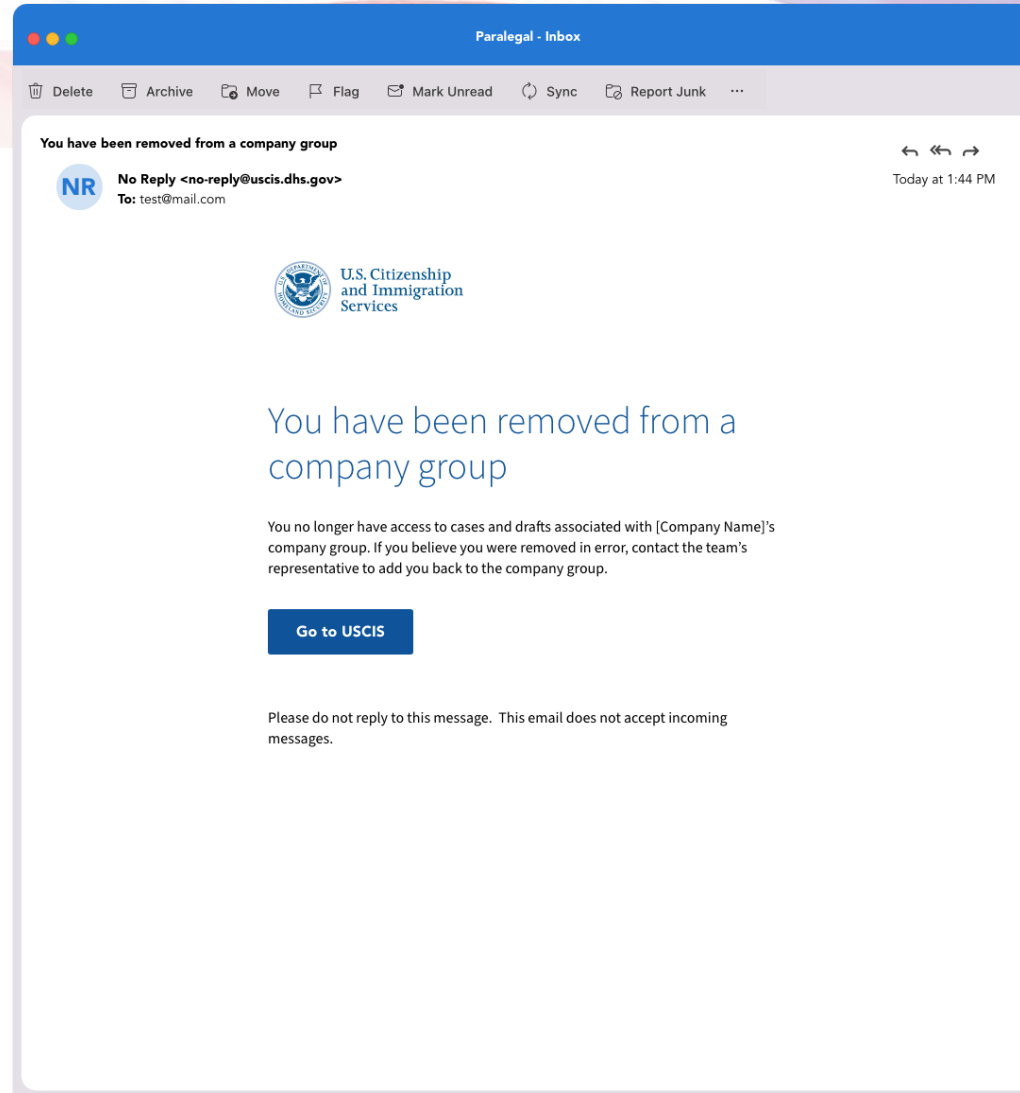 Paralegal - Inbox
Delete Archive Move Flag Mark Unread Sync Report Junk ...
You have been removed from a company group
NR
No Reply <no-reply@uscis.dhs.gov>
Today at 1:44 PM
To: test@mail.com
U.S. Citizenship
and Immigration
Services
You have been removed from a
company group
You no longer have access to cases and drafts associated with [Company Name]’s
company group. If you believe you were removed in error, contact the team’s
representative to add you back to the company group.
Go to USCIS
Please do not reply to this message.  This email does not accept incoming
messages.